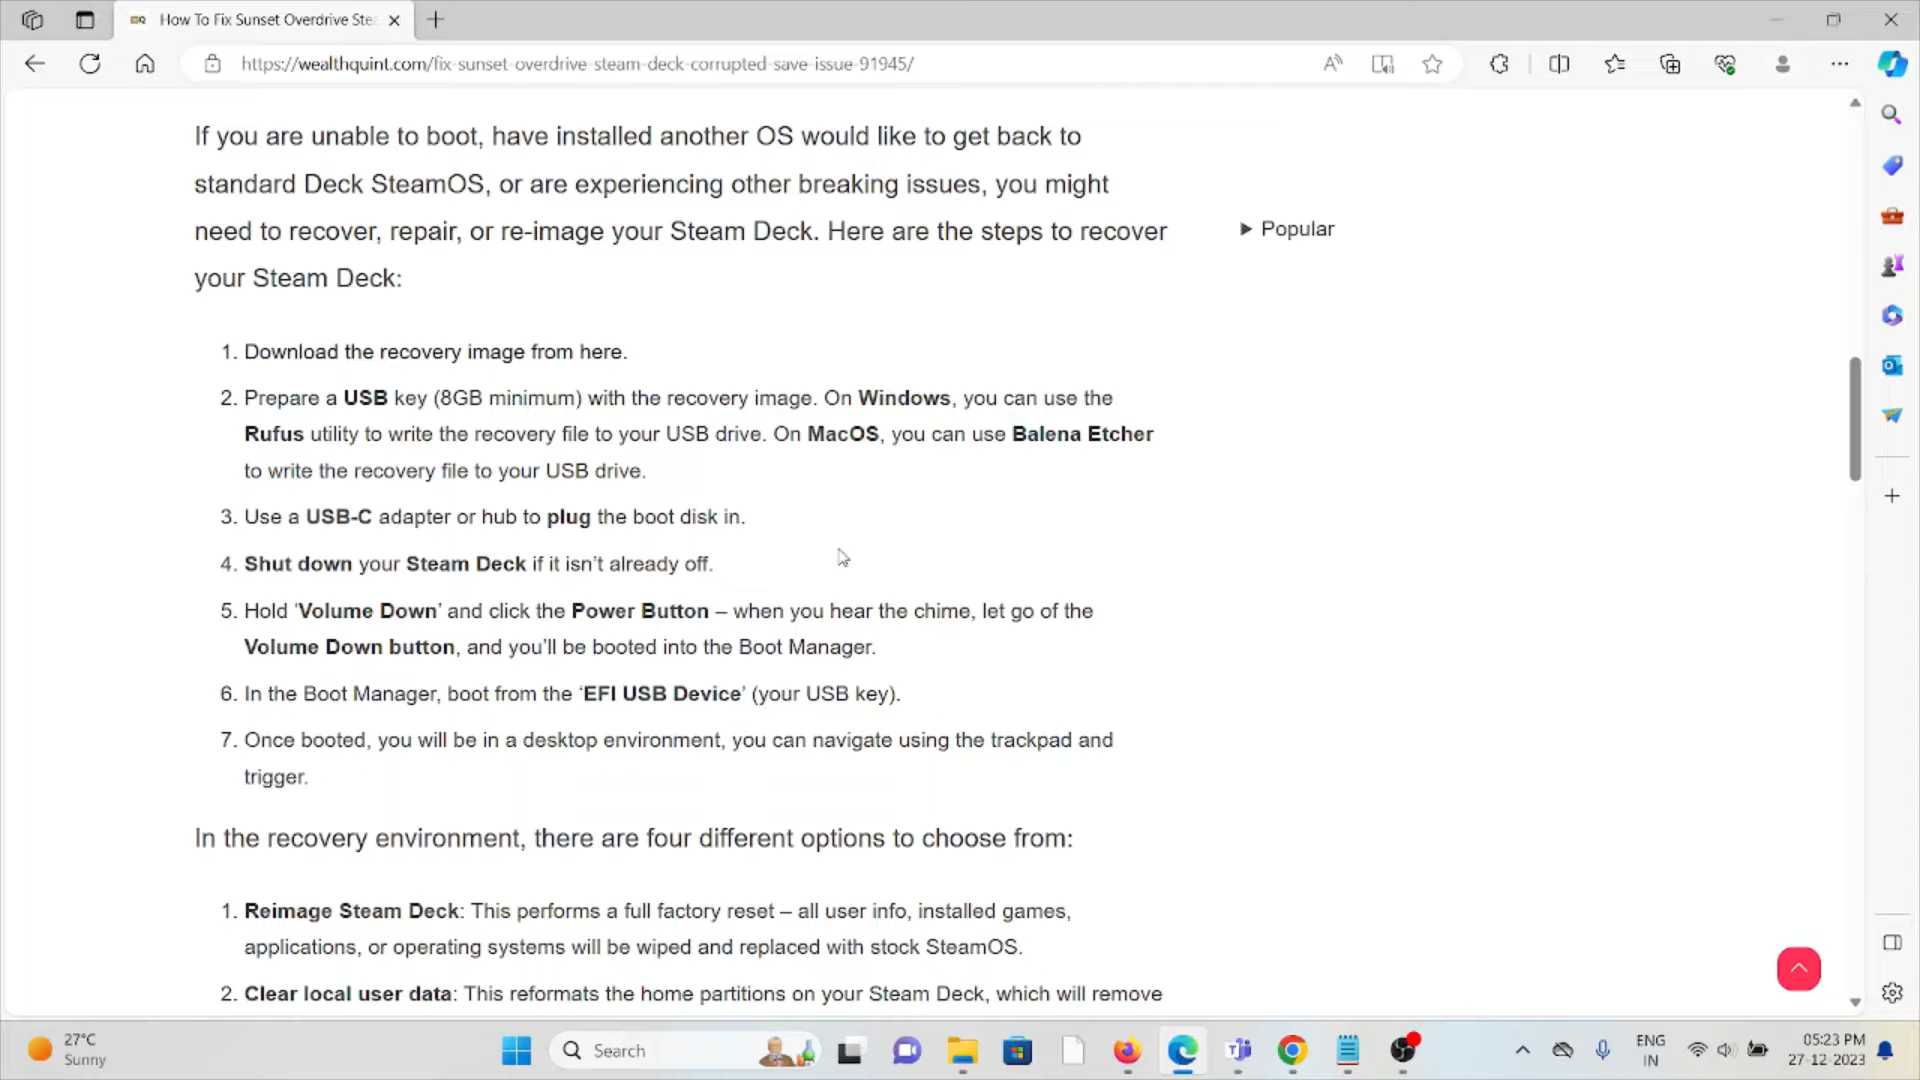 How To Fix Sunset Overdrive Ste
https://wealthquint.com/fix-sunset-overdrive-steam-deck-corrupted-save-issue-91945/
If you are unable to boot, have installed another OS would like to get back to
standard Deck SteamOS, or are experiencing other breaking issues, you might
need to recover, repair, or re-image your Steam Deck. Here are the steps to recover
your Steam Deck:
Popular
1. Download the recovery image from here.
2. Prepare a USB key (8GB minimum) with the recovery image. On Windows, you can use the
Rufus utility to write the recovery file to your USB drive. On MacOS, you can use Balena Etcher
to write the recovery file to your USB drive.
3. Use a USB-C adapter or hub to plug the boot disk in.
4. Shut down your Steam Deck if it isn’t already off.
5. Hold ‘Volume Down’ and click the Power Button – when you hear the chime, let go of the
Volume Down button, and you’ll be booted into the Boot Manager.
6. In the Boot Manager, boot from the ‘EFI USB Device’ (your USB key).
7. Once booted, you will be in a desktop environment, you can navigate using the trackpad and
trigger.
In the recovery environment, there are four different options to choose from:
1. Reimage Steam Deck: This performs a full factory reset – all user info, installed games,
applications, or operating systems will be wiped and replaced with stock SteamOS.
2. Clear local user data: This reformats the home partitions on your Steam Deck, which will remove
27°C
Sunny
Search
ENG
IN
05:23 PM
27-12-2023